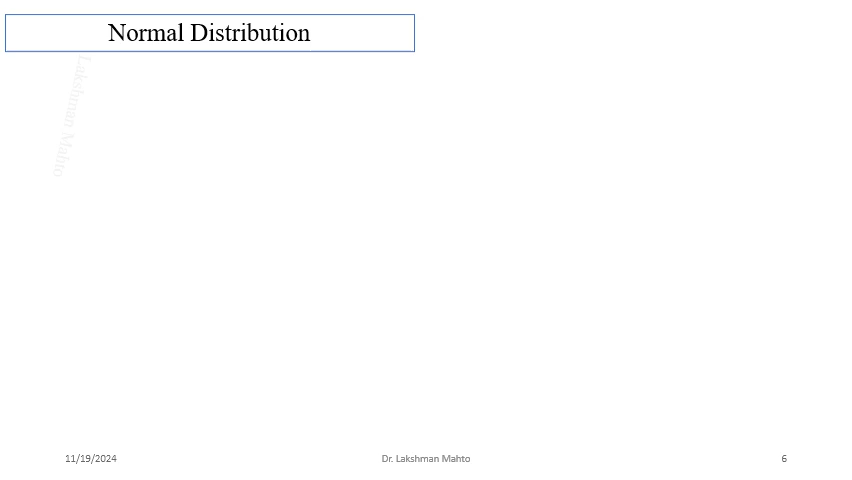 Normal Distribution
Lakshman Mahto
11/19/2024
Dr. Lakshman Mahto
6